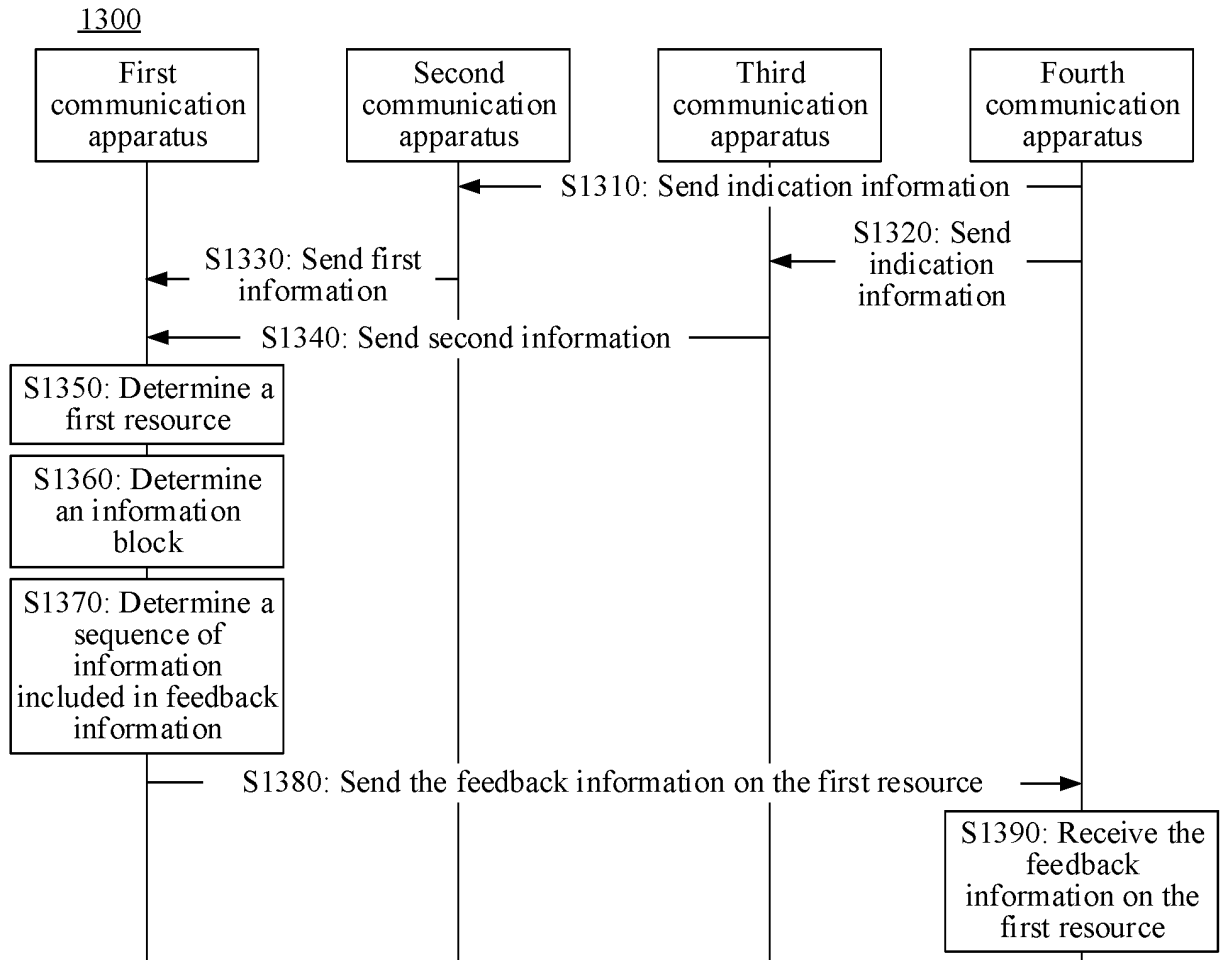 1300
First
communication
apparatus
Second
communication
apparatus
Third
communication
apparatus
Fourth
communication
apparatus
S1310: Send indication information
S1320: Send
indication
information
S1330: Send first
information
S1340: Send second information
S1350: Determine a
first resource
S1360: Determine
an information
block
S1370: Determine a
sequence of
information
included in feedback
information
S1380: Send the feedback information on the first resource
S1390: Receive the
feedback
information on the
first resource